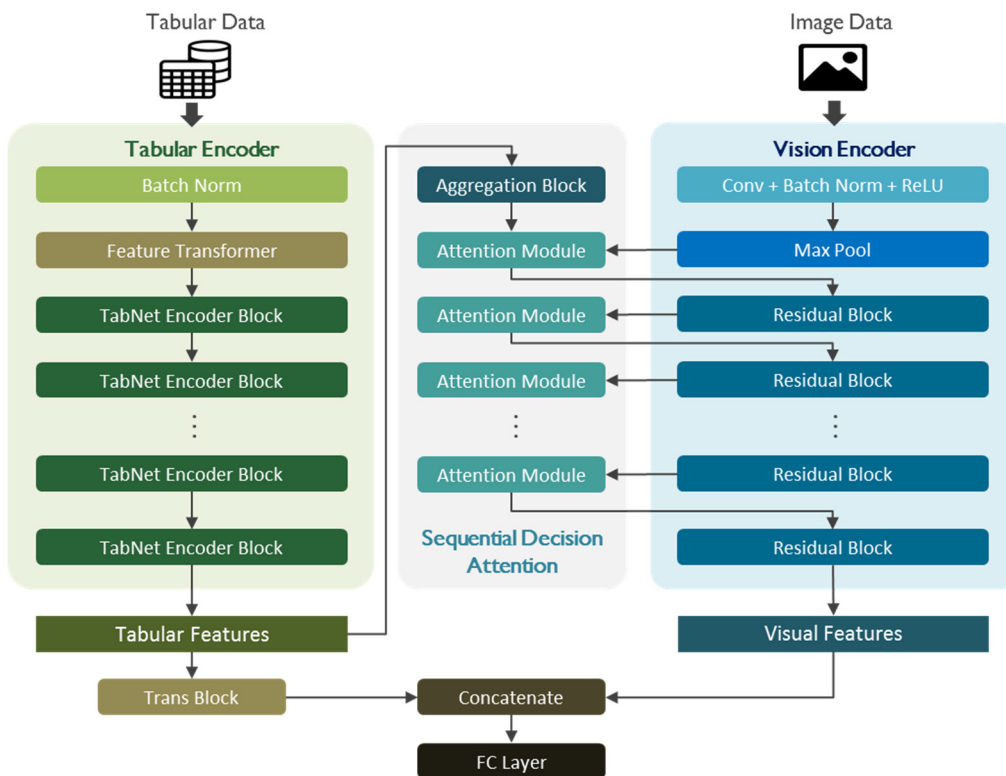 Tabular Data
Image Data
Tabular Encoder
Batch Norm
Feature Transformer
TabNet Encoder Block
TabNet Encoder Block
⋮
TabNet Encoder Block
TabNet Encoder Block
Tabular Features
Trans Block
Aggregation Block
Attention Module
Attention Module
Attention Module
⋮
Attention Module
Sequential Decision
Attention
Vision Encoder
Conv + Batch Norm + ReLU
Max Pool
Residual Block
Residual Block
⋮
Residual Block
Residual Block
Visual Features
Concatenate
FC Layer